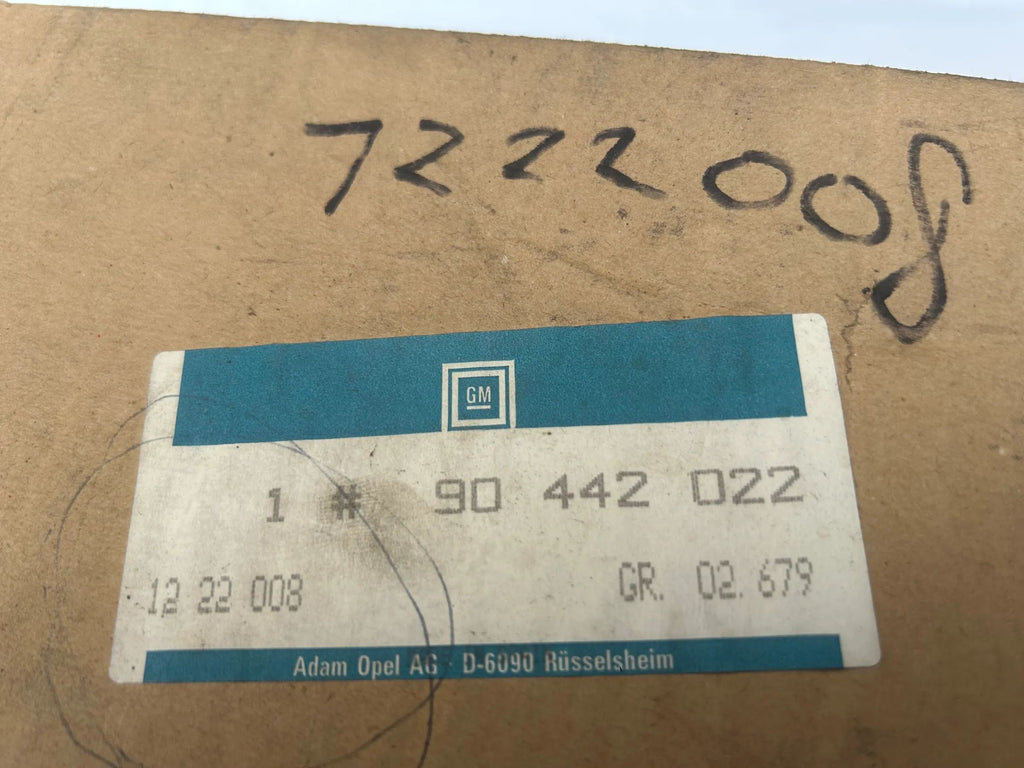 7222008
GM
1 # 90 442 022
12 22 008 GR. 02.679
Adam Opel AG · D-6090 Rüsselsheim